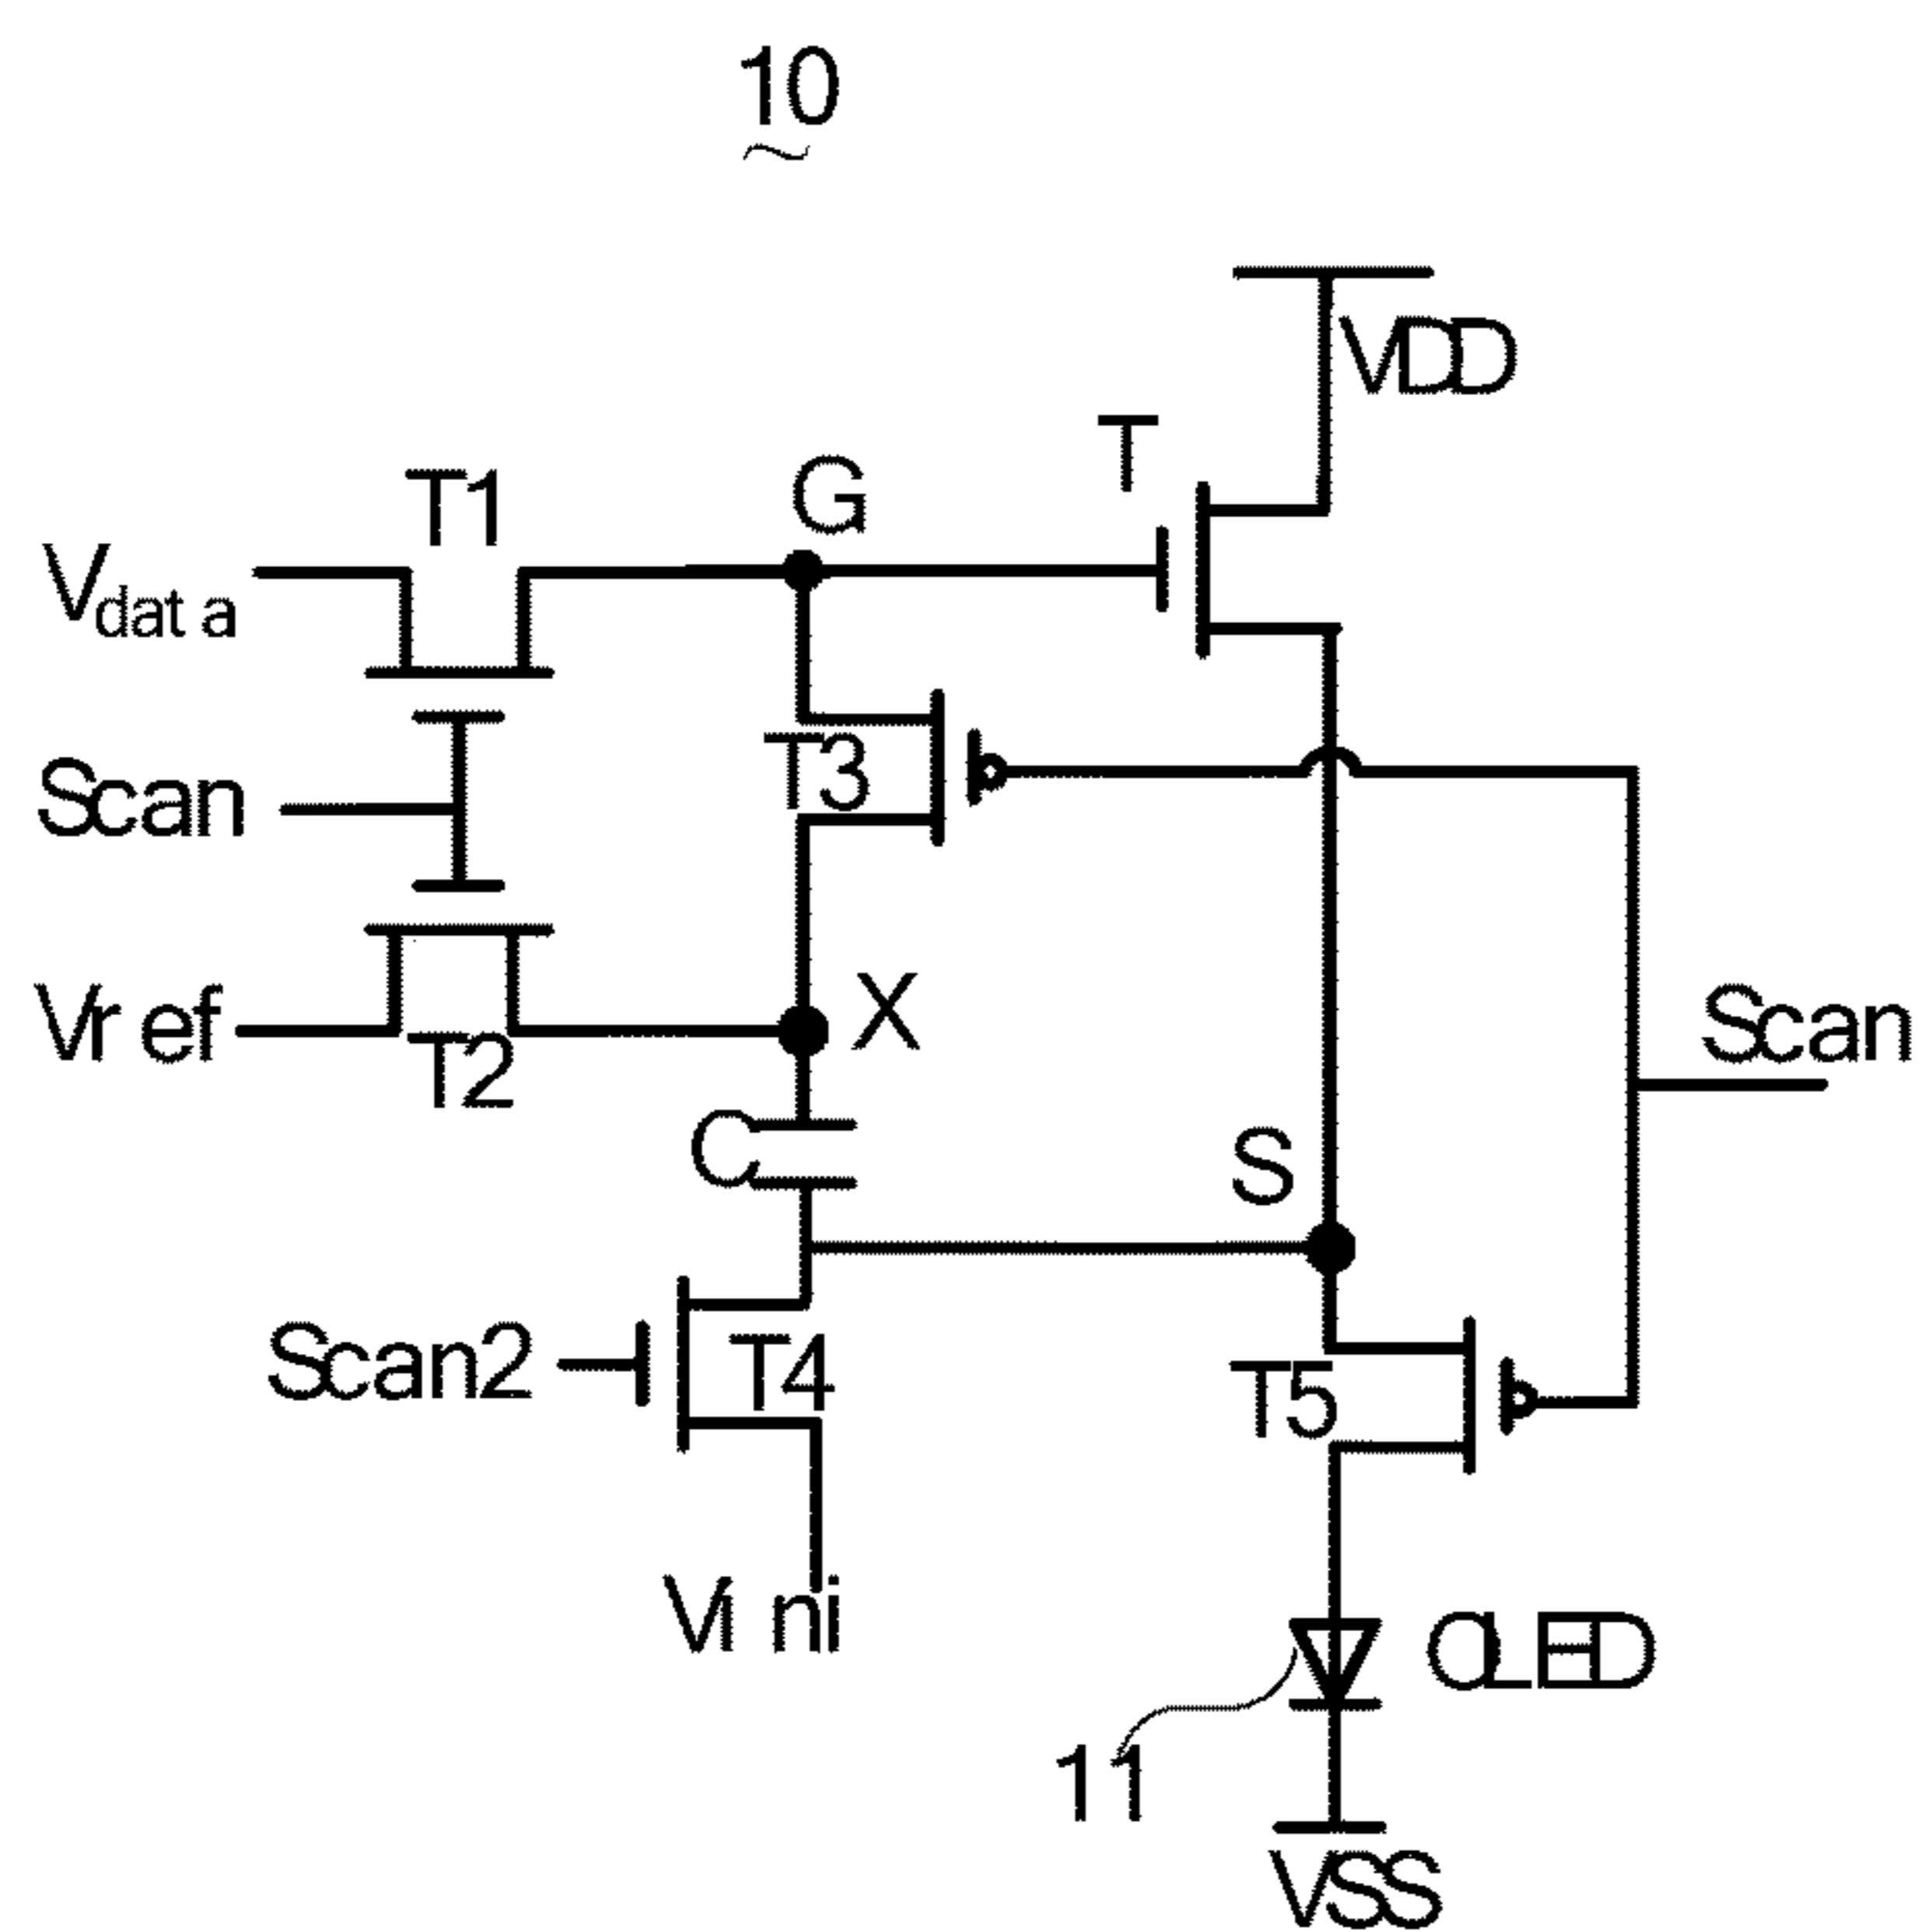 10
VDD
T
G
T1
Vdata
T3
Scan
X
Vref
T2
Scan
C
S
Scan2
T4
T5
Vini
OLED
11
VSS